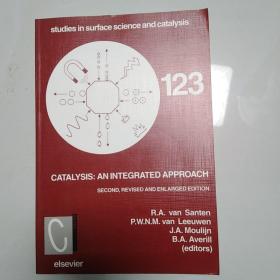 studies in surface science and catalysis
123
CATALYSIS: AN INTEGRATED APPROACH
SECOND, REVISED AND ENLARGED EDITION
R.A. van Santen
P.W.N.M. van Leeuwen
J.A. Moulijn
B.A. Averill
(editors)
elsevier